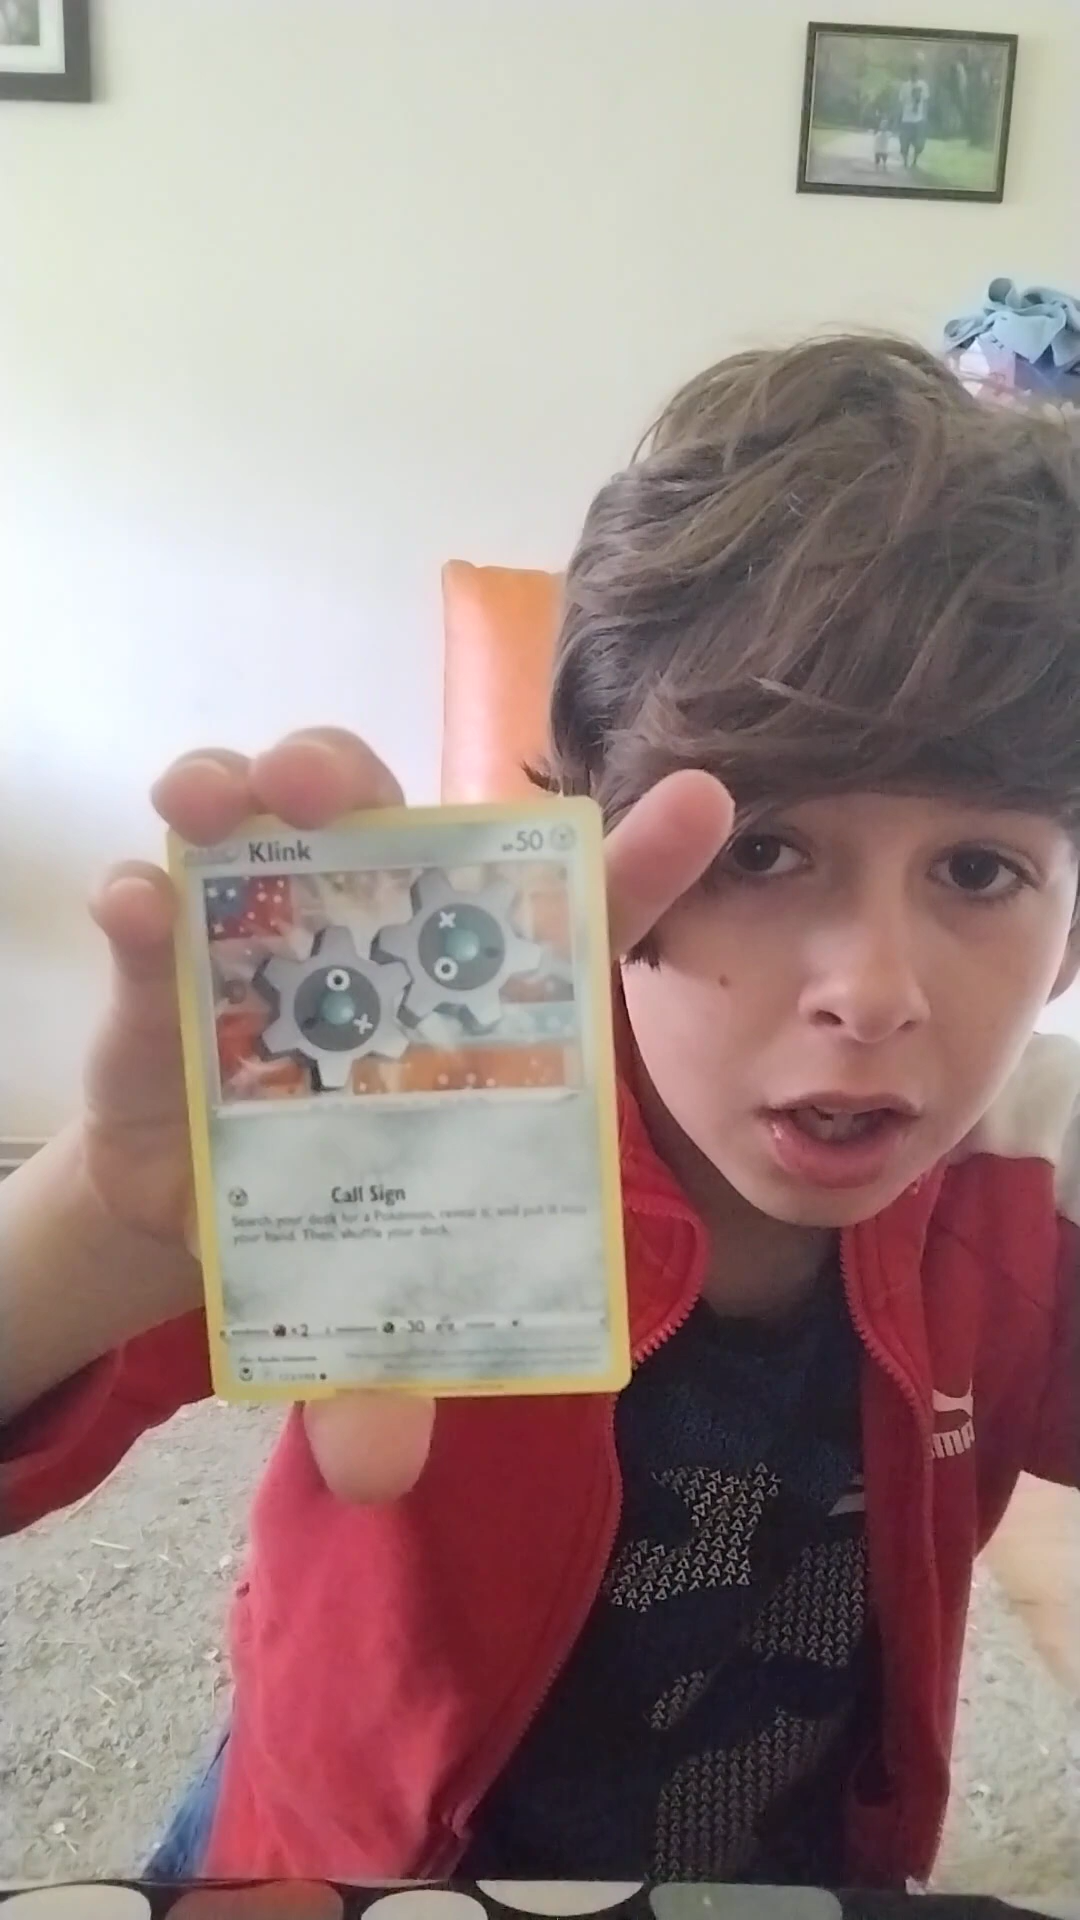 Klink
50
Call Sign
Search your deck for a Pokémon, reveal it, and put it into
your hand. Then, shuffle your deck.
×2 -30